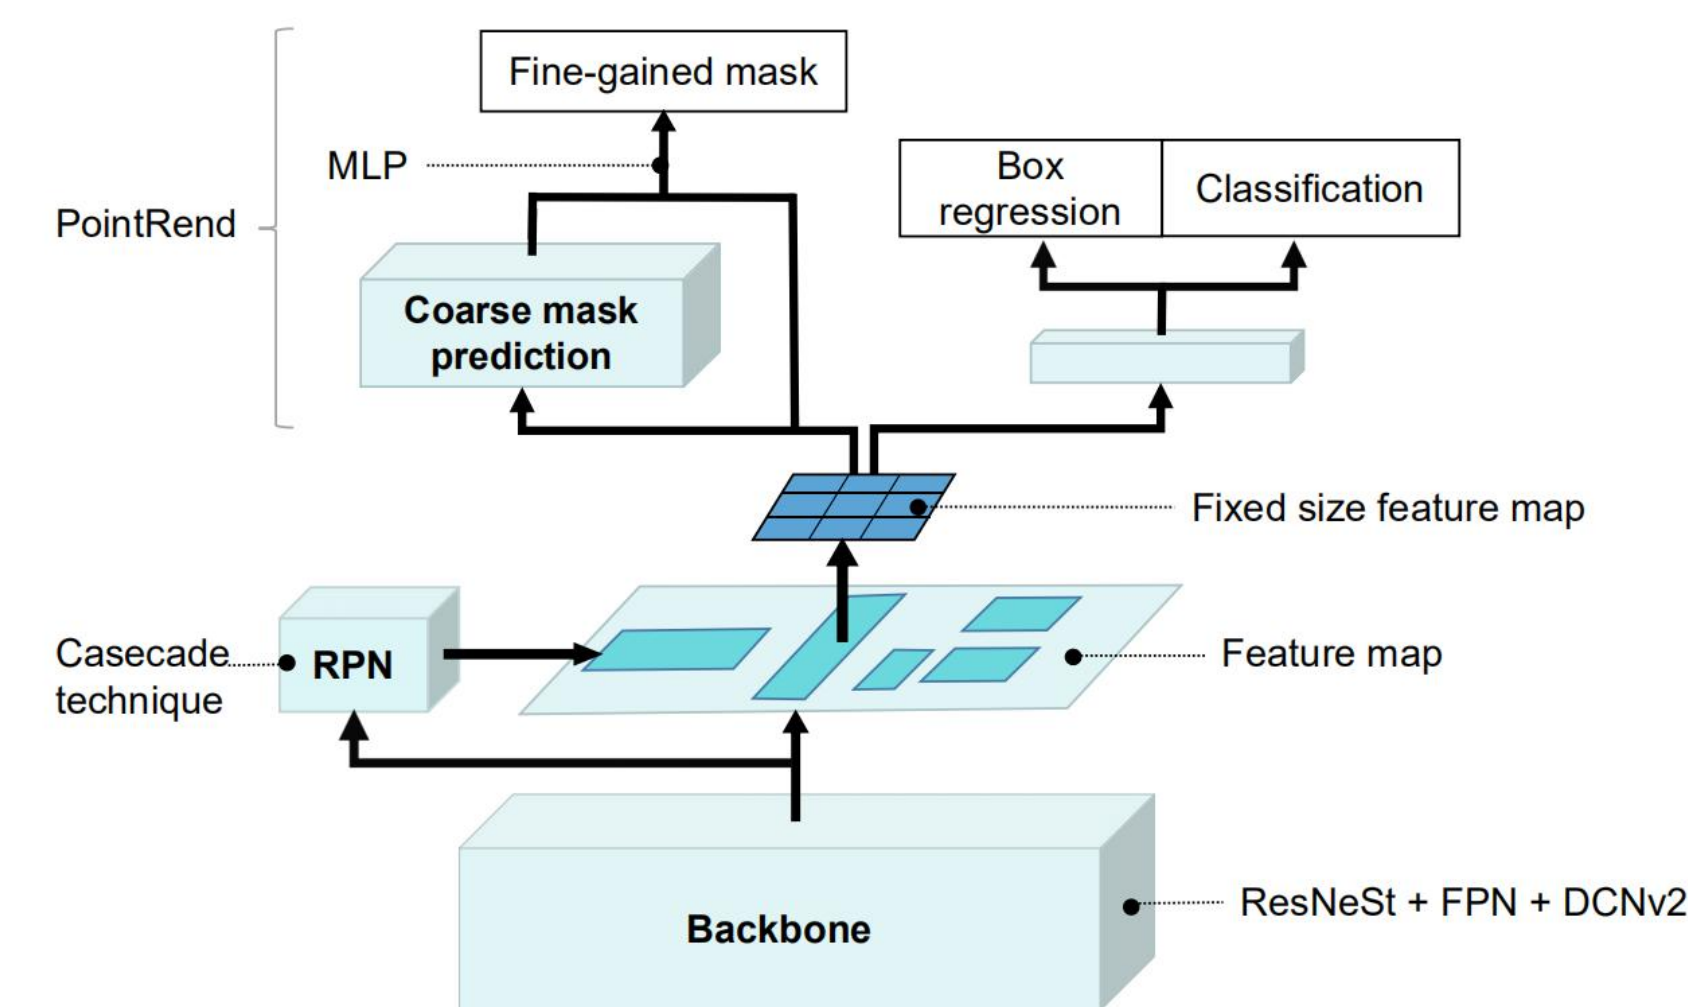 Fine-gained mask
MLP
Box
regression
Classification
PointRend
Coarse mask
prediction
Fixed size feature map
Casecade
technique
RPN
Feature map
Backbone
ResNeSt + FPN + DCNv2